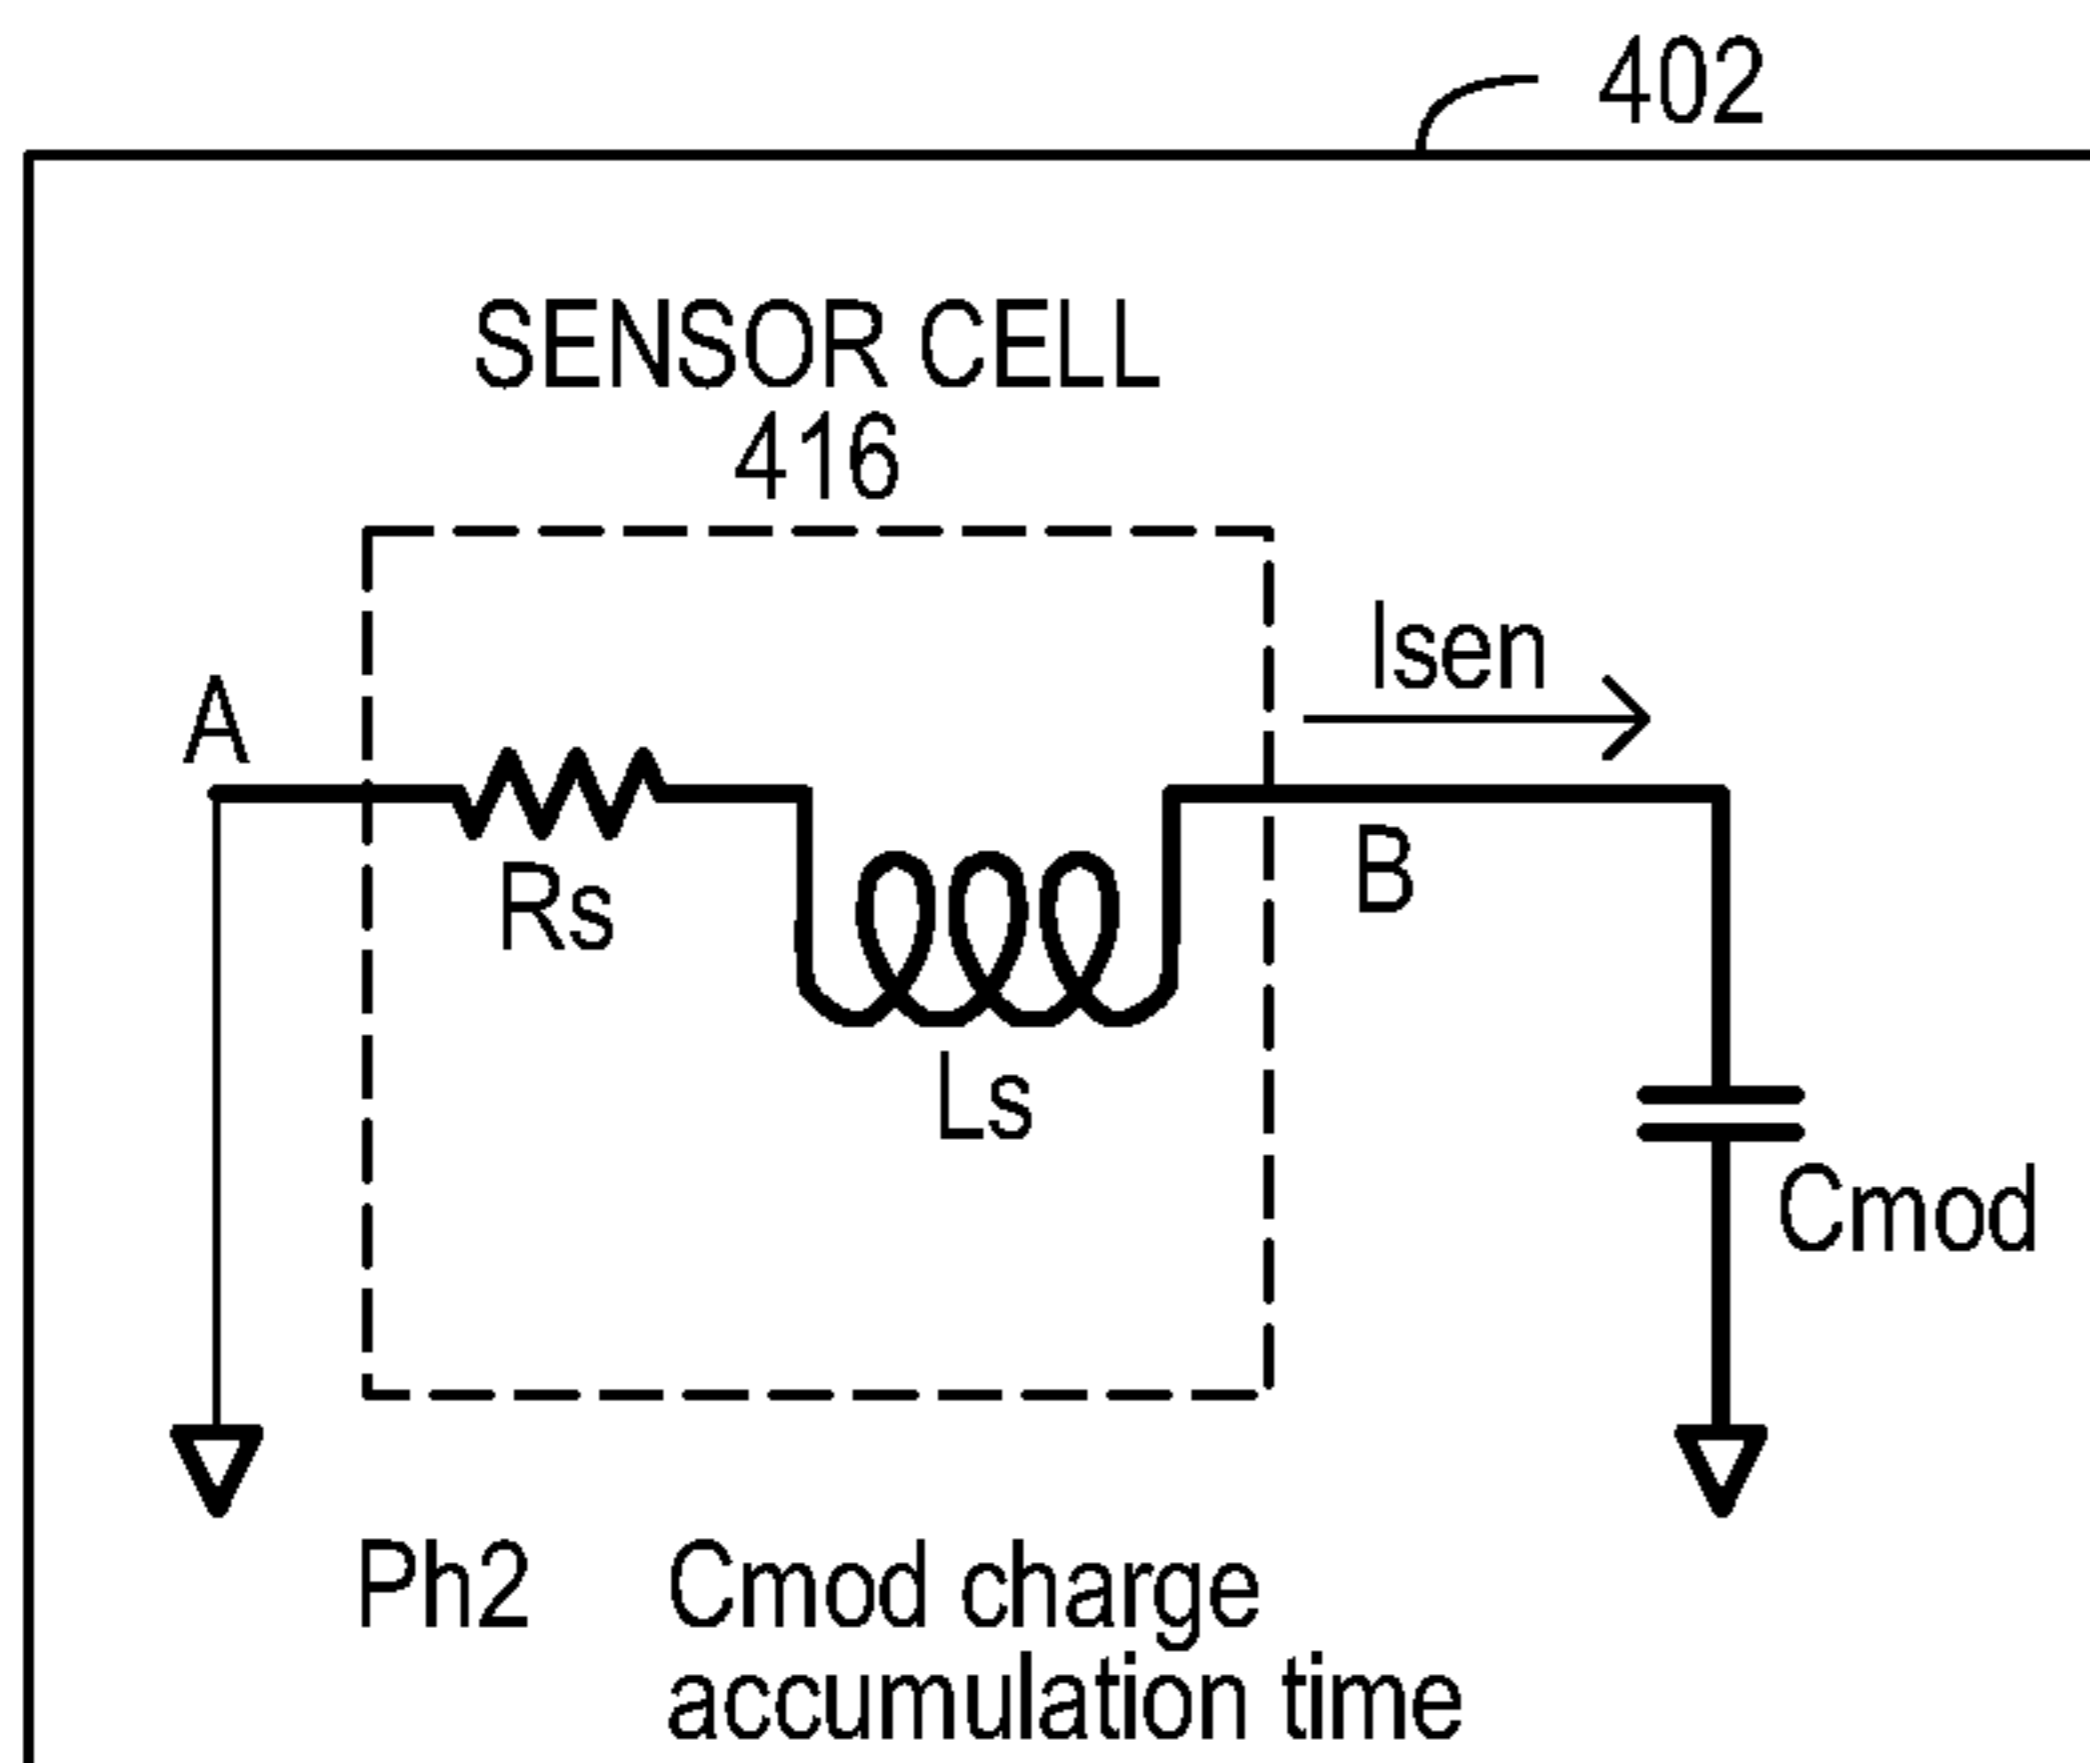 402
SENSOR CELL
416
Isen
A
Rs
B
Ls
Cmod
Ph2 Cmod charge
accumulation time